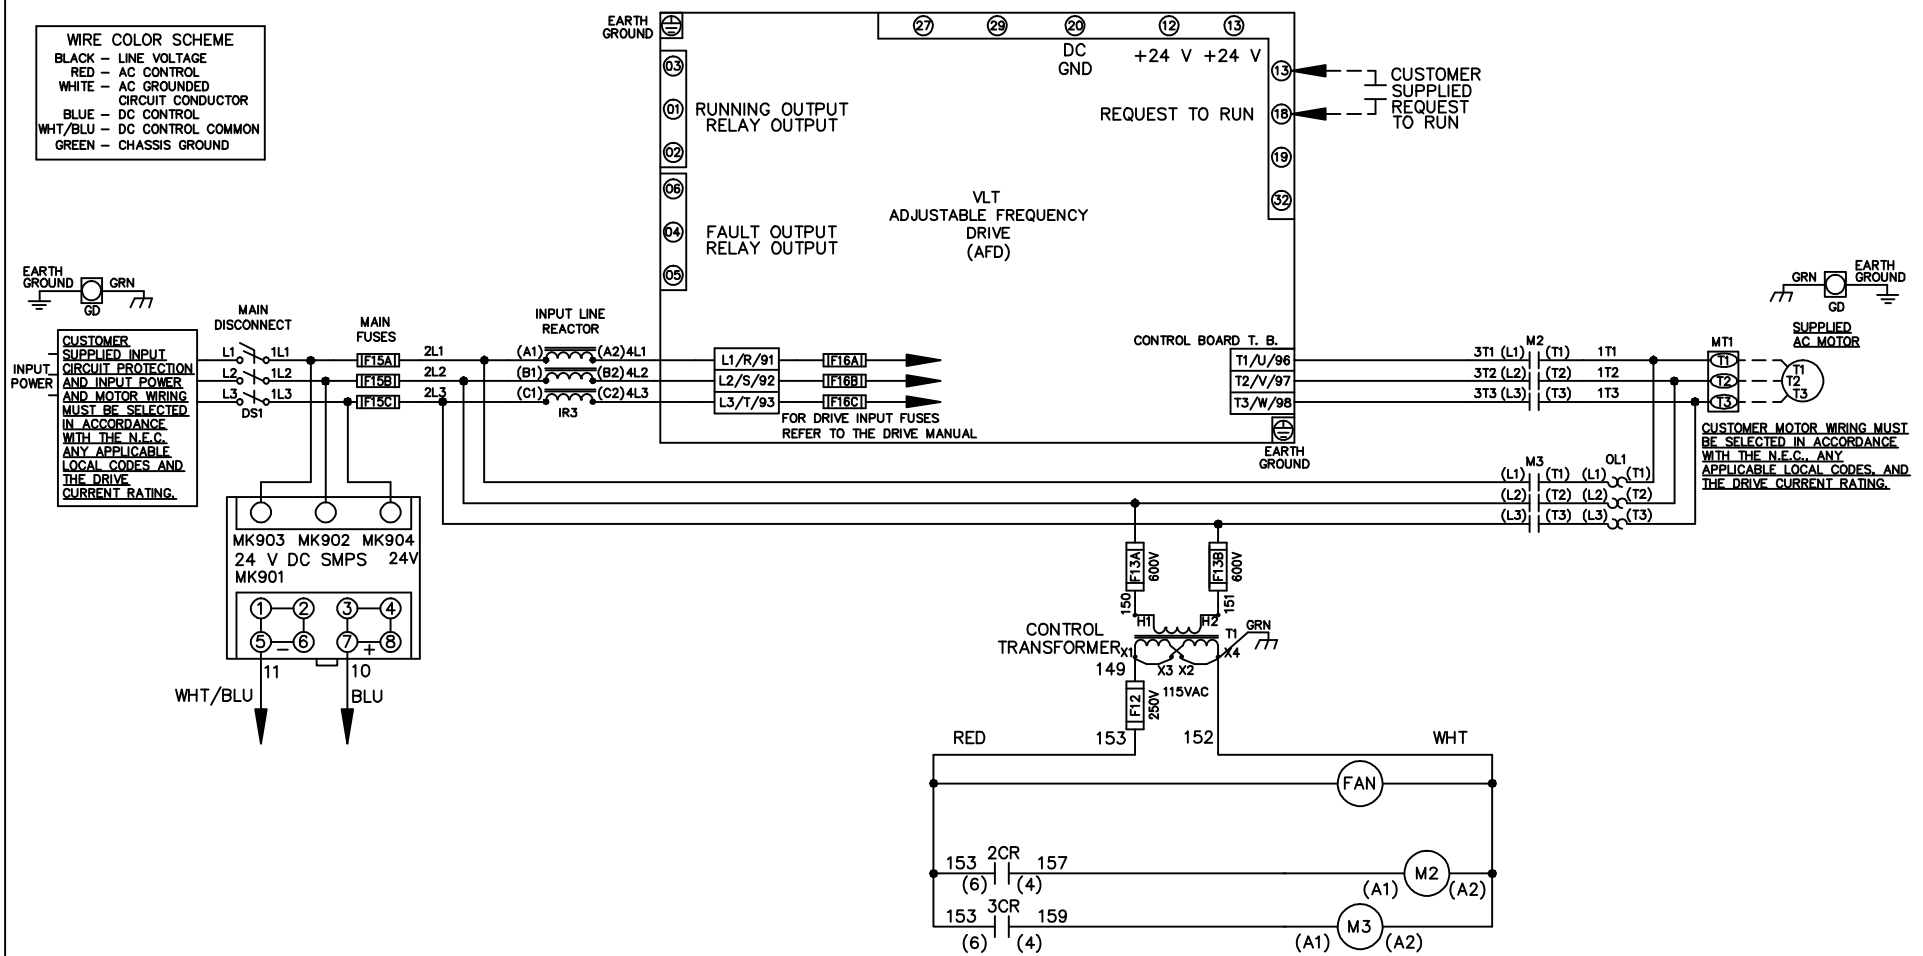 WIRE COLOR SCHEME
BLACK – LINE VOLTAGE
RED – AC CONTROL
WHITE – AC GROUNDED
CIRCUIT CONDUCTOR
BLUE – DC CONTROL
WHT/BLU – DC CONTROL COMMON
GREEN – CHASSIS GROUND
EARTH
GROUND
27 29 20 12 13
DC
GND
+24 V +24 V
03
01
02
RUNNING OUTPUT
RELAY OUTPUT
06
04
05
FAULT OUTPUT
RELAY OUTPUT
VLT
ADJUSTABLE FREQUENCY
DRIVE
(AFD)
REQUEST TO RUN
13
18
19
32
CUSTOMER
SUPPLIED
REQUEST
TO RUN
EARTH
GROUND
GRN
GD
INPUT
POWER
CUSTOMER
SUPPLIED INPUT
CIRCUIT PROTECTION
AND INPUT POWER
AND MOTOR WIRING
MUST BE SELECTED
IN ACCORDANCE
WITH THE N.E.C.
ANY APPLICABLE
LOCAL CODES AND
THE DRIVE
CURRENT RATING.
MAIN
DISCONNECT
L1 1L1
L2 1L2
L3 1L3
DS1
MAIN
FUSES
F15A
F15B
F15C
2L1
2L2
2L3
INPUT LINE
REACTOR
(A1) (A2) 4L1
(B1) (B2) 4L2
(C1) (C2) 4L3
IR3
L1/R/91
L2/S/92
L3/T/93
F16A
F16B
F16C
FOR DRIVE INPUT FUSES
REFER TO THE DRIVE MANUAL
CONTROL BOARD T. B.
T1/U/96
T2/V/97
T3/W/98
EARTH
GROUND
M2
3T1 (L1) (T1) 1T1
3T2 (L2) (T2) 1T2
3T3 (L3) (T3) 1T3
MT1
T1
T2
T3
GRN
GD
EARTH
GROUND
SUPPLIED
AC MOTOR
T1
T2
T3
CUSTOMER MOTOR WIRING MUST
BE SELECTED IN ACCORDANCE
WITH THE N.E.C., ANY
APPLICABLE LOCAL CODES, AND
THE DRIVE CURRENT RATING.
M3 OL1
(L1) (T1) (L1) (T1)
(L2) (T2) (L2) (T2)
(L3) (T3) (L3) (T3)
MK903 MK902 MK904
24 V DC SMPS 24V
MK901
1 2 3 4
5 – 6 7 + 8
11 10
WHT/BLU BLU
F13A 600V
F13B 600V
150 151
H1 H2
CONTROL
TRANSFORMER
T1
GRN
X1 X3 X2 X4
149
115VAC
F12 250V
153 152
RED WHT
FAN
153 2CR 157
(6) (4)
(A1) M2 (A2)
153 3CR 159
(6) (4)
(A1) M3 (A2)